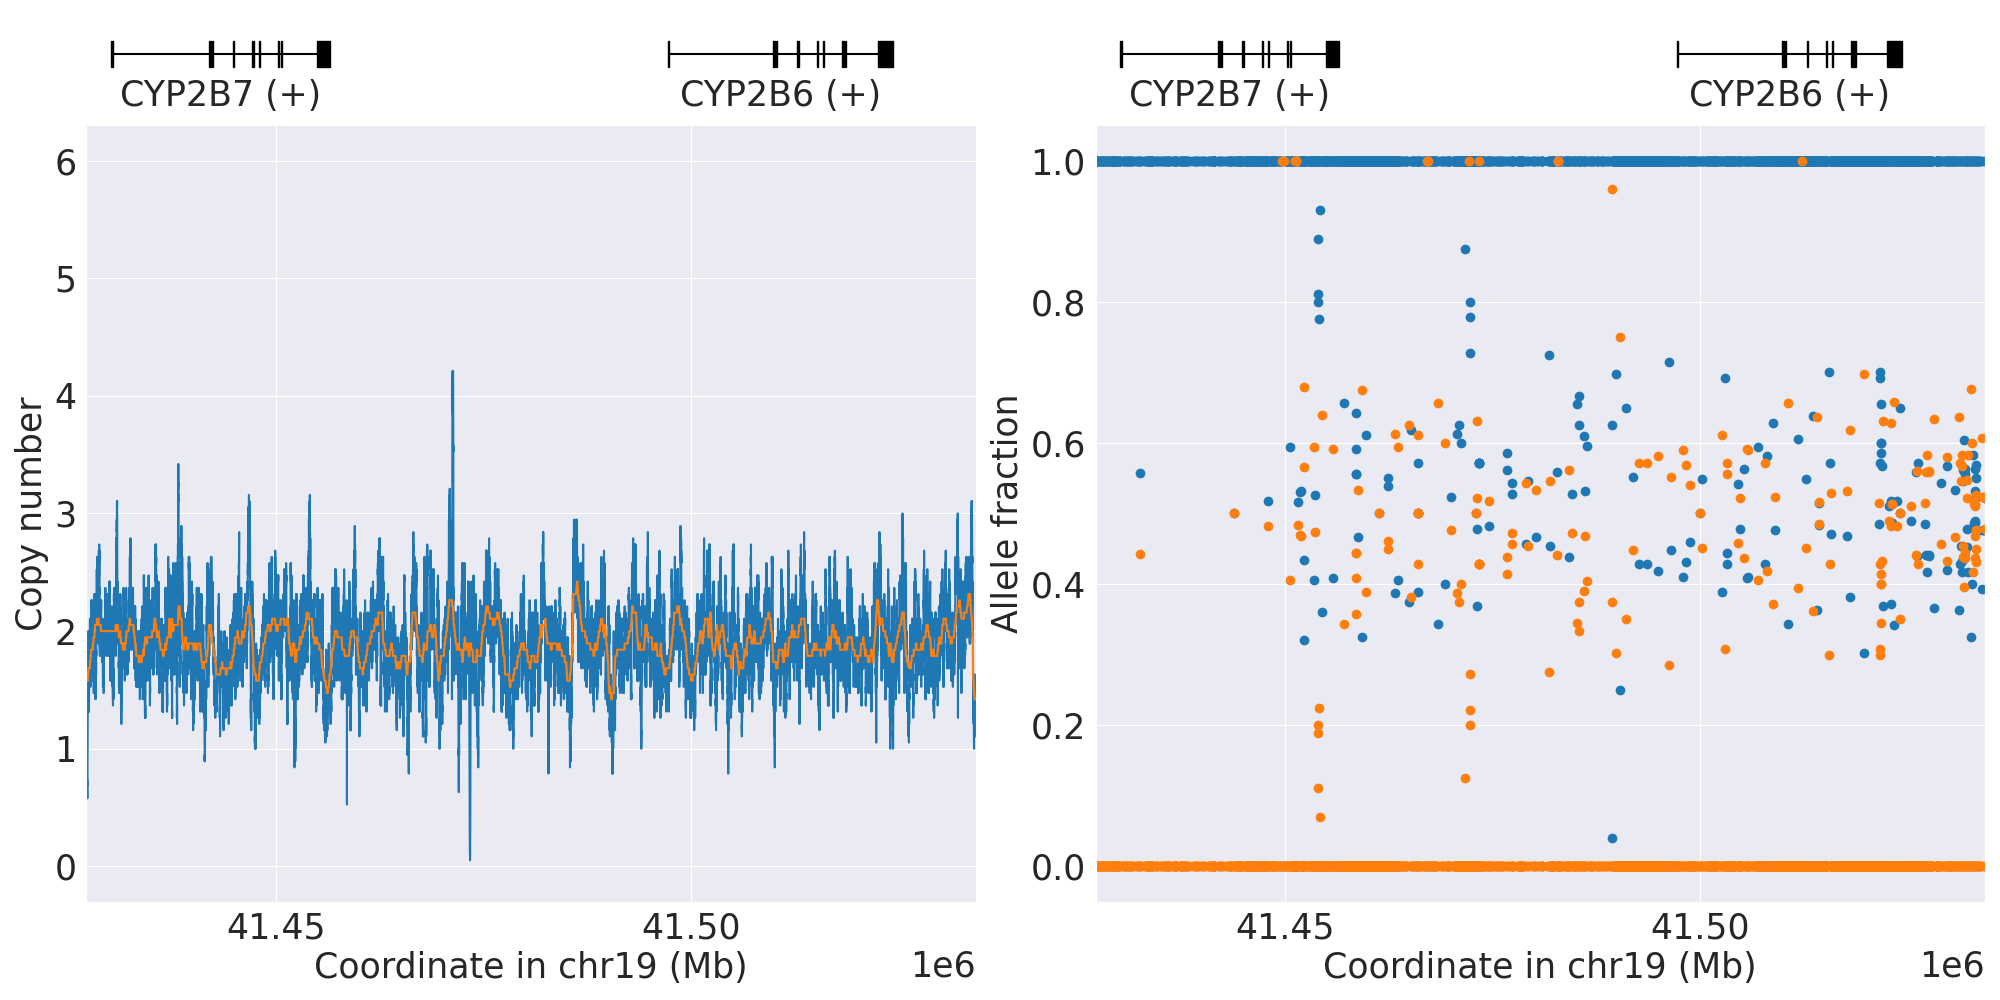 CYP2B7 (+)
CYP2B6 (+)
6
5
4
3
2
1
0
Copy number
41.45
41.50
Coordinate in chr19 (Mb)
1e6
CYP2B7 (+)
CYP2B6 (+)
1.0
0.8
0.6
0.4
0.2
0.0
Allele fraction
41.45
41.50
Coordinate in chr19 (Mb)
1e6